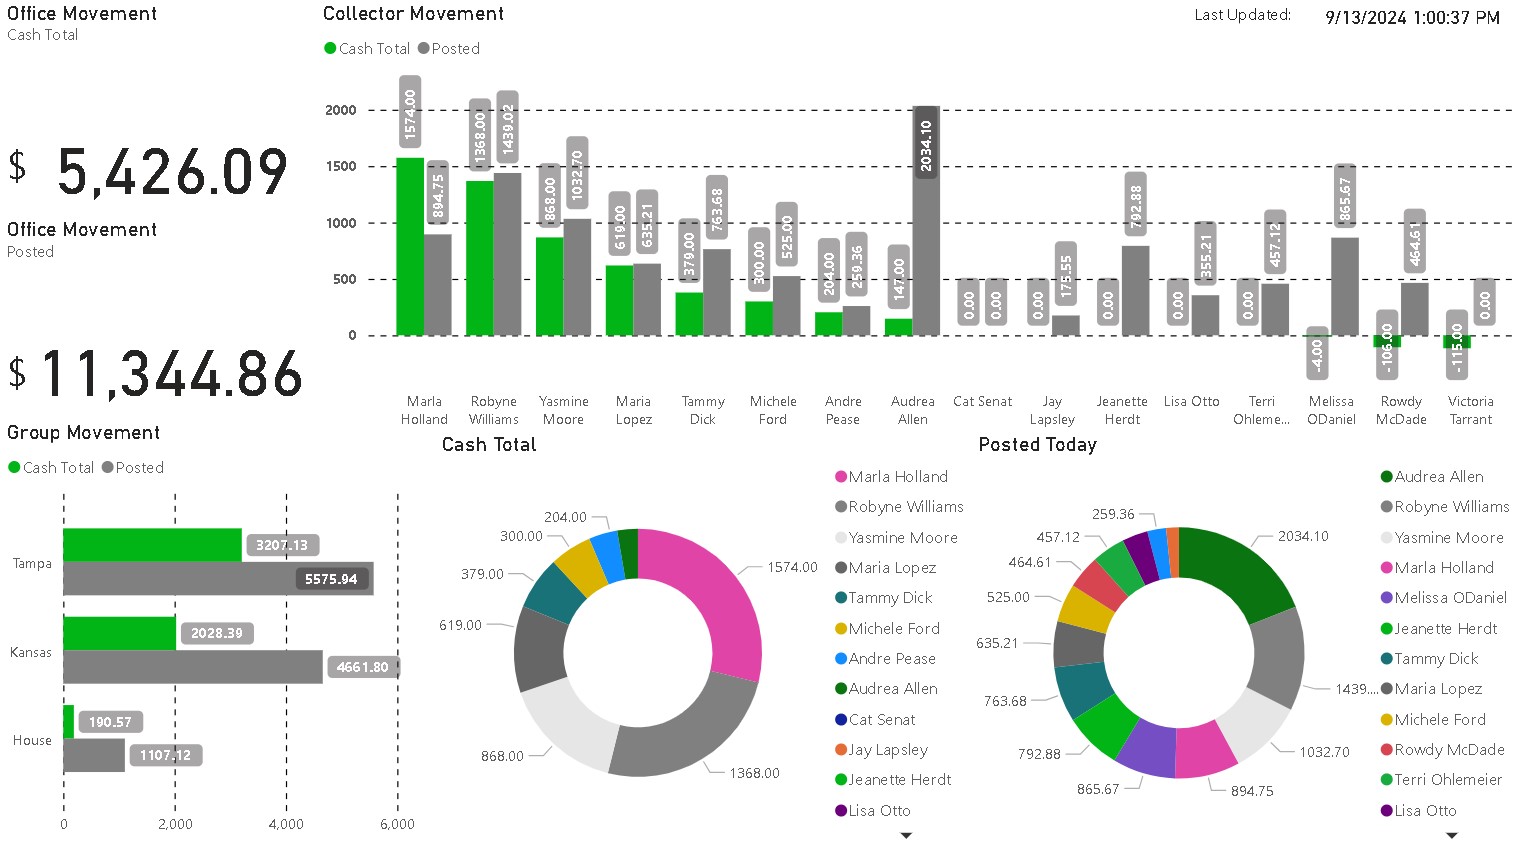 Office Movement
Cash Total
$ 5,426.09
Office Movement
Posted
$ 11,344.86
Collector Movement
Last Updated: 9/13/2024 1:00:37 PM
Cash Total Posted
2000
1500
1000
500
0
1574.00
894.75
1368.00
1439.02
868.00
1032.70
619.00
635.21
379.00
763.68
300.00
525.00
204.00
259.36
147.00
2034.10
0.00
0.00
0.00
175.55
0.00
792.88
0.00
355.21
0.00
457.12
-4.00
865.67
-106.00
464.61
-115.00
0.00
Marla Holland
Robyne Williams
Yasmine Moore
Maria Lopez
Tammy Dick
Michele Ford
Andre Pease
Audrea Allen
Cat Senat
Jay Lapsley
Jeanette Herdt
Lisa Otto
Terri Ohleme...
Melissa ODaniel
Rowdy McDade
Victoria Tarrant
Group Movement
Cash Total Posted
Tampa
3207.13
5575.94
Kansas
2028.39
4661.80
House
190.57
1107.12
0 2,000 4,000 6,000
Cash Total
204.00
300.00
379.00
619.00
868.00
1368.00
1574.00
Marla Holland
Robyne Williams
Yasmine Moore
Maria Lopez
Tammy Dick
Michele Ford
Andre Pease
Audrea Allen
Cat Senat
Jay Lapsley
Jeanette Herdt
Lisa Otto
Posted Today
259.36
457.12
464.61
525.00
635.21
763.68
792.88
865.67
894.75
1032.70
1439....
2034.10
Audrea Allen
Robyne Williams
Yasmine Moore
Marla Holland
Melissa ODaniel
Jeanette Herdt
Tammy Dick
Maria Lopez
Michele Ford
Rowdy McDade
Terri Ohlemeier
Lisa Otto